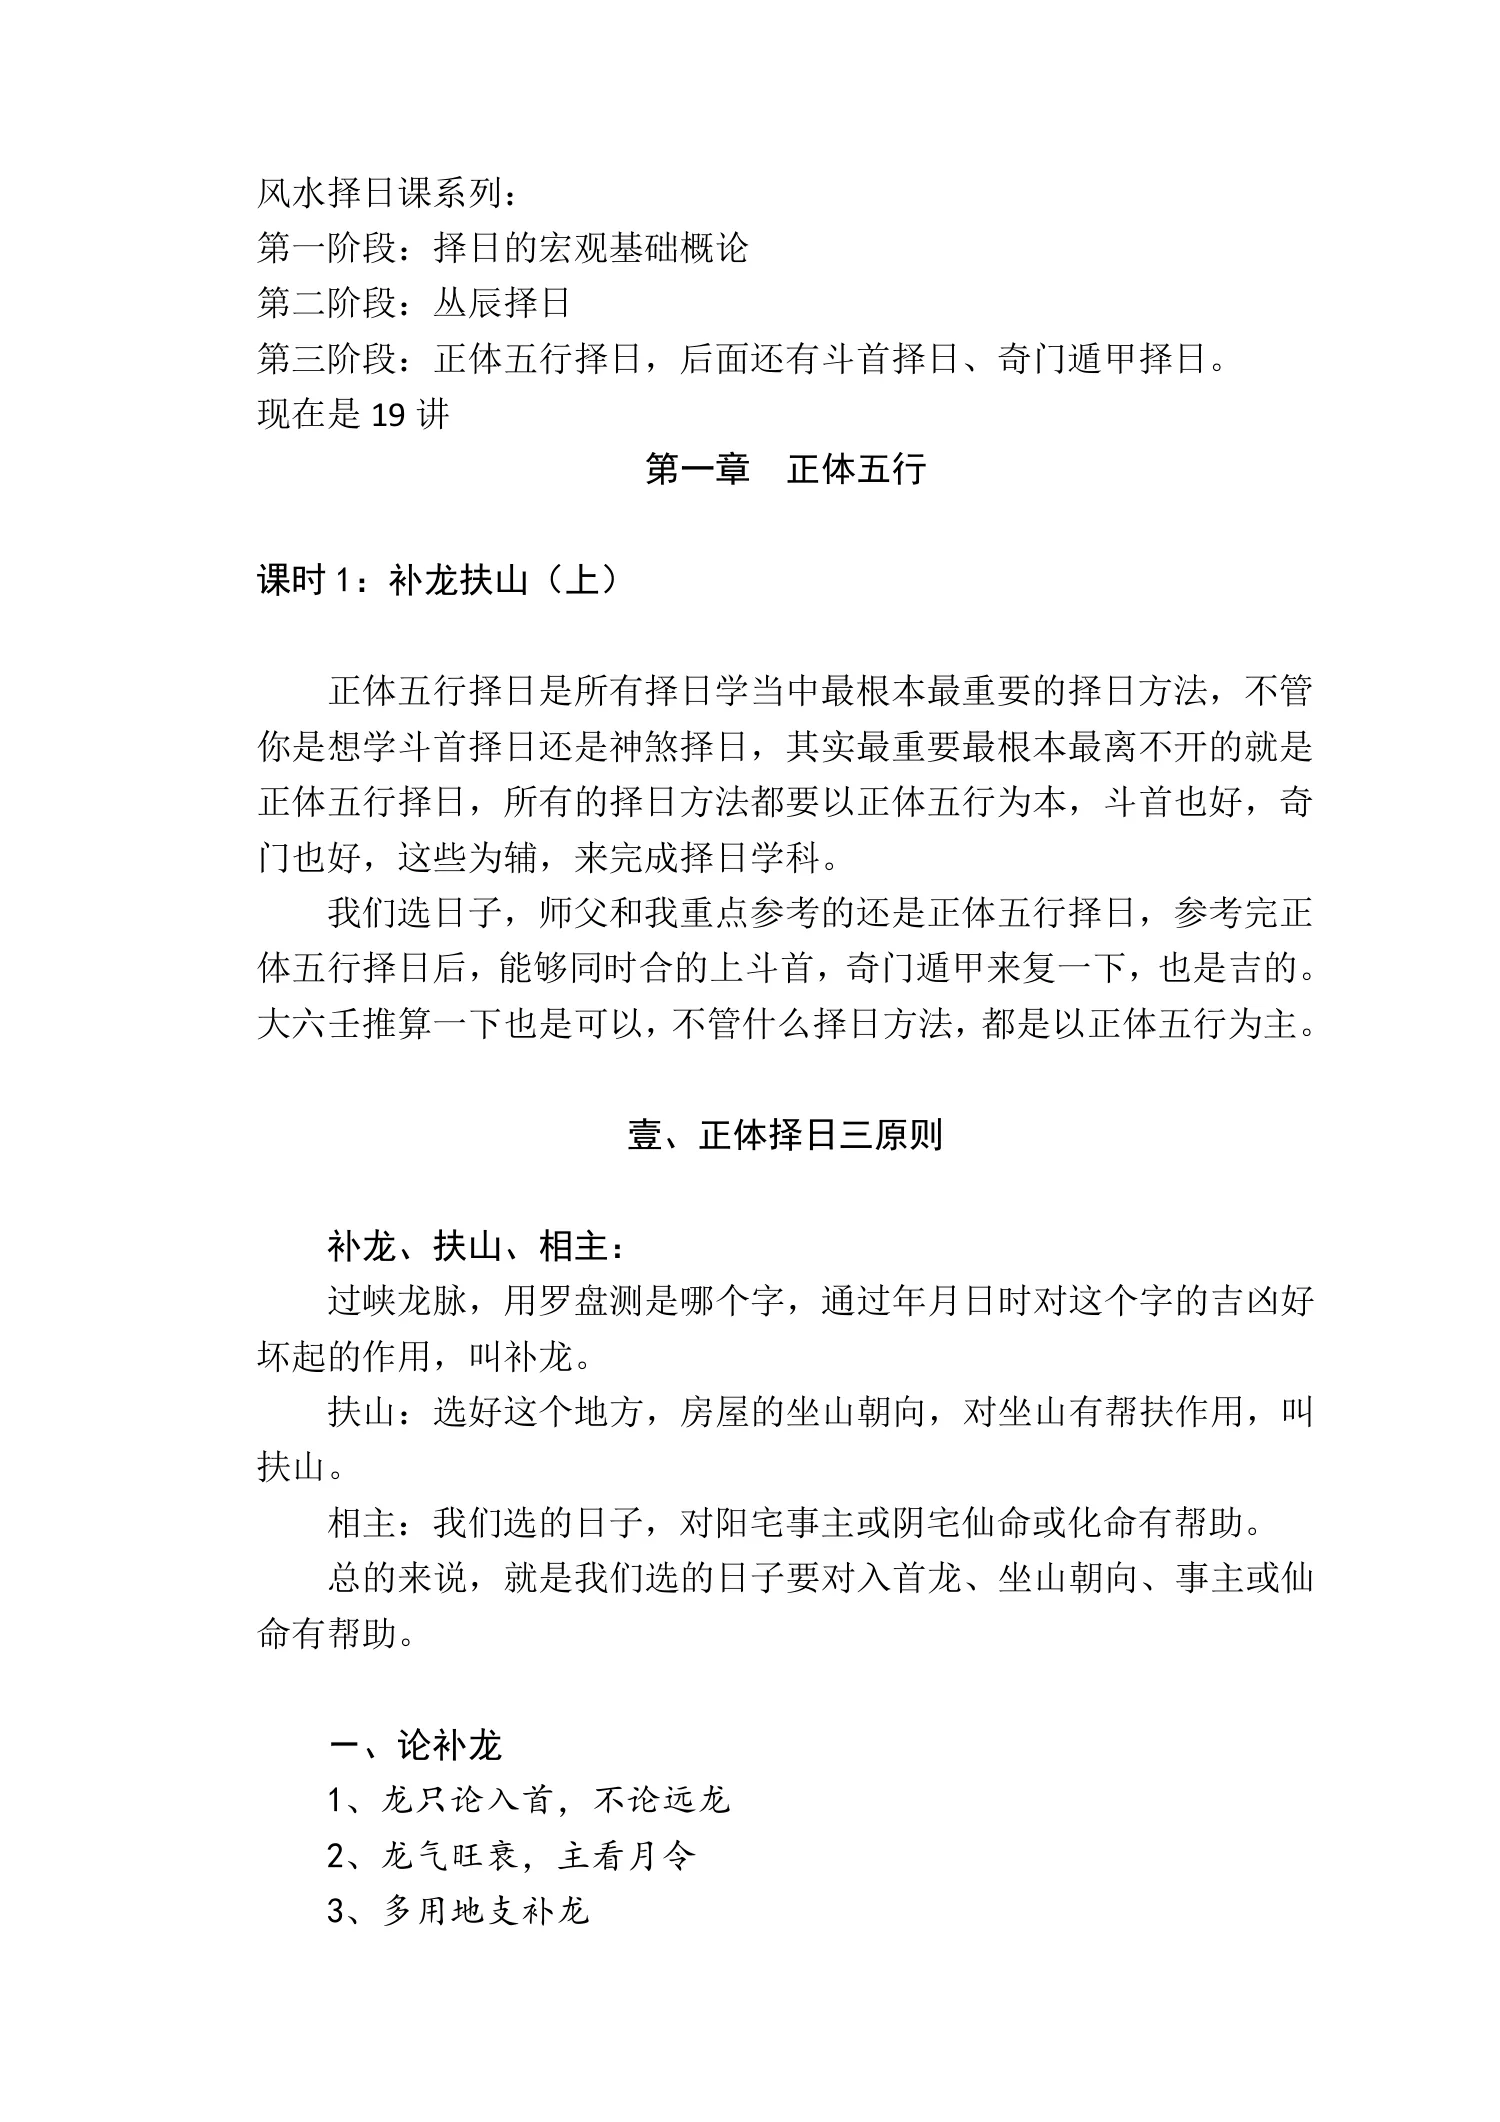 风水择日课系列：
第一阶段：择日的宏观基础概论
第二阶段：丛辰择日
第三阶段：正体五行择日，后面还有斗首择日、奇门遁甲择日。
现在是 19 讲
第一章　正体五行
课时 1：补龙扶山（上）
正体五行择日是所有择日学当中最根本最重要的择日方法，不管
你是想学斗首择日还是神煞择日，其实最重要最根本最离不开的就是
正体五行择日，所有的择日方法都要以正体五行为本，斗首也好，奇
门也好，这些为辅，来完成择日学科。
我们选日子，师父和我重点参考的还是正体五行择日，参考完正
体五行择日后，能够同时合的上斗首，奇门遁甲来复一下，也是吉的。
大六壬推算一下也是可以，不管什么择日方法，都是以正体五行为主。
壹、正体择日三原则
补龙、扶山、相主：
过峡龙脉，用罗盘测是哪个字，通过年月日时对这个字的吉凶好
坏起的作用，叫补龙。
扶山：选好这个地方，房屋的坐山朝向，对坐山有帮扶作用，叫
扶山。
相主：我们选的日子，对阳宅事主或阴宅仙命或化命有帮助。
总的来说，就是我们选的日子要对入首龙、坐山朝向、事主或仙
命有帮助。
一、论补龙
1、龙只论入首，不论远龙
2、龙气旺衰，主看月令
3、多用地支补龙